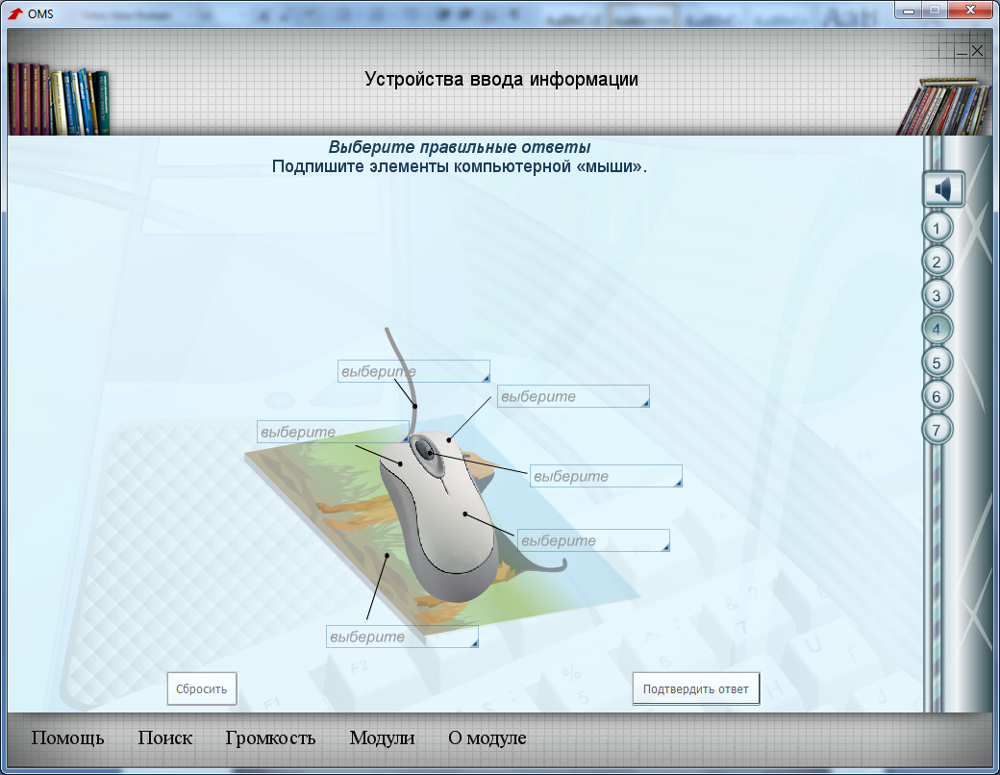 OMS
Устройства ввода информации
Выберите правильные ответы
Подпишите элементы компьютерной «мыши».
1
2
3
4
5
6
7
выберите
выберите
выберите
выберите
выберите
выберите
Сбросить
Подтвердить ответ
Помощь Поиск Громкость Модули О модуле